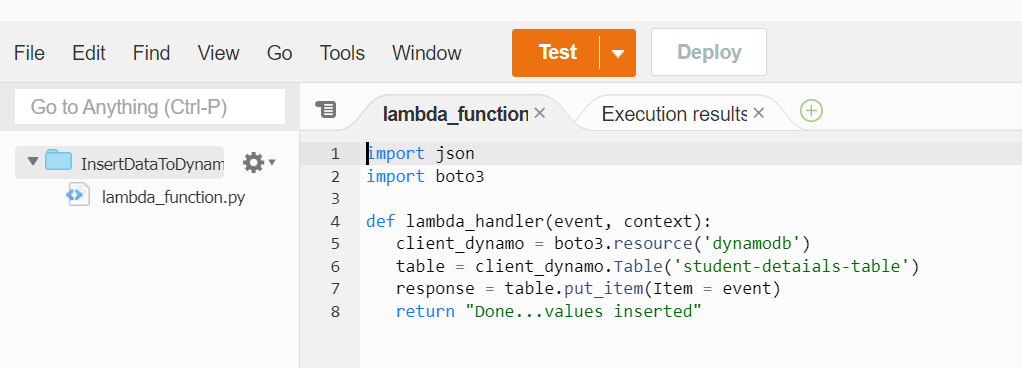 File Edit Find View Go Tools Window Test Deploy
Go to Anything (Ctrl-P)
lambda_function
Execution results
InsertDataToDynam
lambda_function.py
1 import json
2 import boto3
3
4 def lambda_handler(event, context):
5 client_dynamo = boto3.resource('dynamodb')
6 table = client_dynamo.Table('student-detaials-table')
7 response = table.put_item(Item = event)
8 return "Done...values inserted"